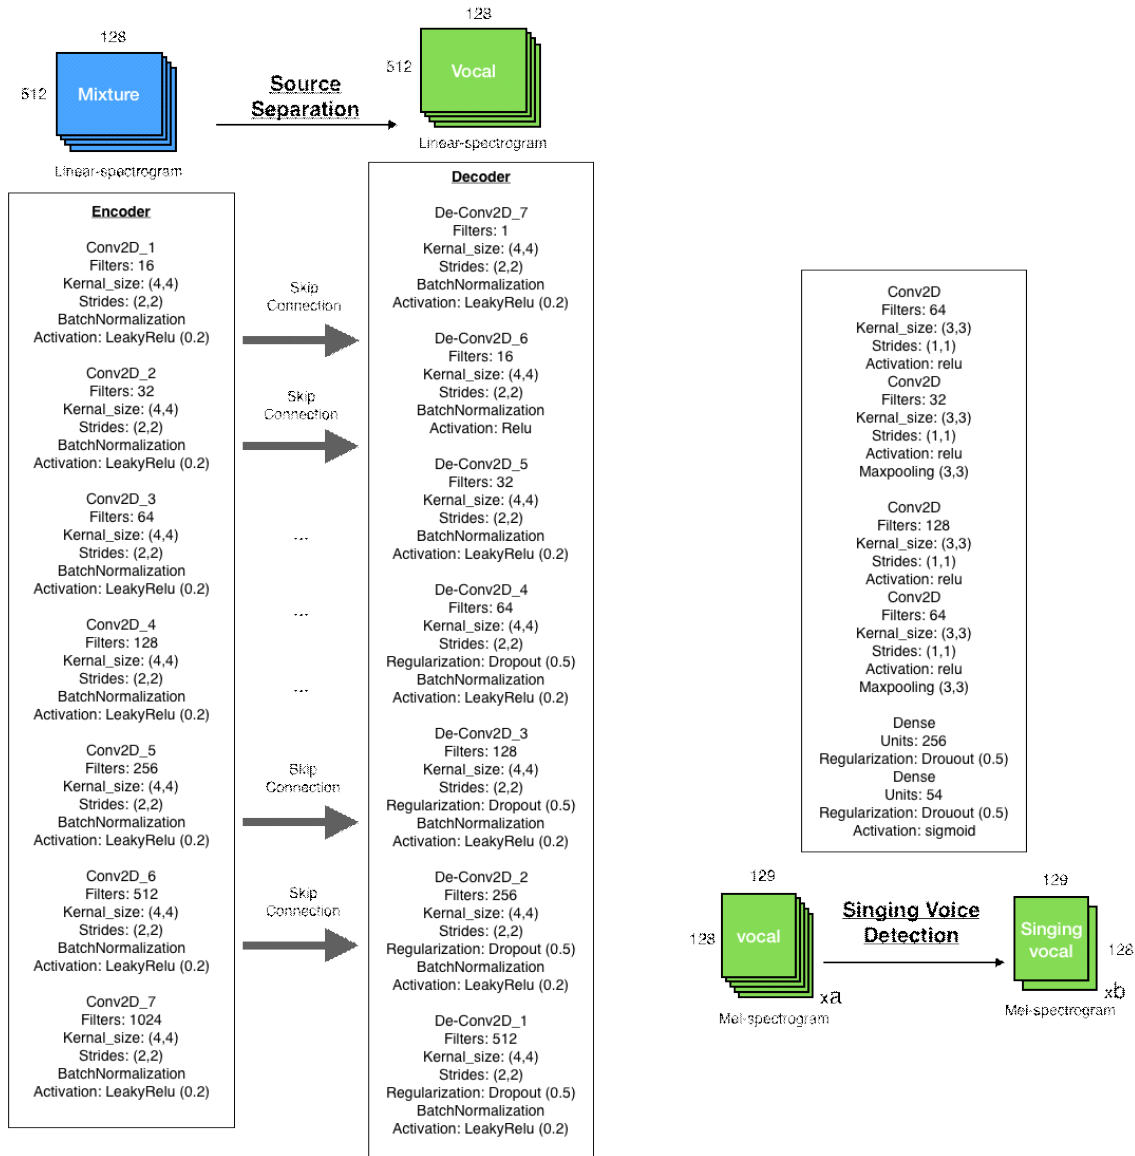 128
512
Mixture
Linear-spectrogram
Source
Separation
128
512
Vocal
Linear-spectrogram
Encoder
Conv2D_1
Filters: 16
Kernal_size: (4,4)
Strides: (2,2)
BatchNormalization
Activation: LeakyRelu (0.2)
Conv2D_2
Filters: 32
Kernal_size: (4,4)
Strides: (2,2)
BatchNormalization
Activation: LeakyRelu (0.2)
Conv2D_3
Filters: 64
Kernal_size: (4,4)
Strides: (2,2)
BatchNormalization
Activation: LeakyRelu (0.2)
Conv2D_4
Filters: 128
Kernal_size: (4,4)
Strides: (2,2)
BatchNormalization
Activation: LeakyRelu (0.2)
Conv2D_5
Filters: 256
Kernal_size: (4,4)
Strides: (2,2)
BatchNormalization
Activation: LeakyRelu (0.2)
Conv2D_6
Filters: 512
Kernal_size: (4,4)
Strides: (2,2)
BatchNormalization
Activation: LeakyRelu (0.2)
Conv2D_7
Filters: 1024
Kernal_size: (4,4)
Strides: (2,2)
BatchNormalization
Activation: LeakyRelu (0.2)
Skip
Connection
Skip
Connection
...
...
...
Skip
Connection
Skip
Connection
Decoder
De-Conv2D_7
Filters: 1
Kernal_size: (4,4)
Strides: (2,2)
BatchNormalization
Activation: LeakyRelu (0.2)
De-Conv2D_6
Filters: 16
Kernal_size: (4,4)
Strides: (2,2)
BatchNormalization
Activation: Relu
De-Conv2D_5
Filters: 32
Kernal_size: (4,4)
Strides: (2,2)
BatchNormalization
Activation: LeakyRelu (0.2)
De-Conv2D_4
Filters: 64
Kernal_size: (4,4)
Strides: (2,2)
Regularization: Dropout (0.5)
BatchNormalization
Activation: LeakyRelu (0.2)
De-Conv2D_3
Filters: 128
Kernal_size: (4,4)
Strides: (2,2)
Regularization: Dropout (0.5)
BatchNormalization
Activation: LeakyRelu (0.2)
De-Conv2D_2
Filters: 256
Kernal_size: (4,4)
Strides: (2,2)
Regularization: Dropout (0.5)
BatchNormalization
Activation: LeakyRelu (0.2)
De-Conv2D_1
Filters: 512
Kernal_size: (4,4)
Strides: (2,2)
Regularization: Dropout (0.5)
BatchNormalization
Activation: LeakyRelu (0.2)
Conv2D
Filters: 64
Kernal_size: (3,3)
Strides: (1,1)
Activation: relu
Conv2D
Filters: 32
Kernal_size: (3,3)
Strides: (1,1)
Activation: relu
Maxpooling (3,3)
Conv2D
Filters: 128
Kernal_size: (3,3)
Strides: (1,1)
Activation: relu
Conv2D
Filters: 64
Kernal_size: (3,3)
Strides: (1,1)
Activation: relu
Maxpooling (3,3)
Dense
Units: 256
Regularization: Drouout (0.5)
Dense
Units: 54
Regularization: Drouout (0.5)
Activation: sigmoid
129
128
vocal
xa
Mel-spectrogram
Singing Voice
Detection
129
Singing
vocal
128
xb
Mel-spectrogram